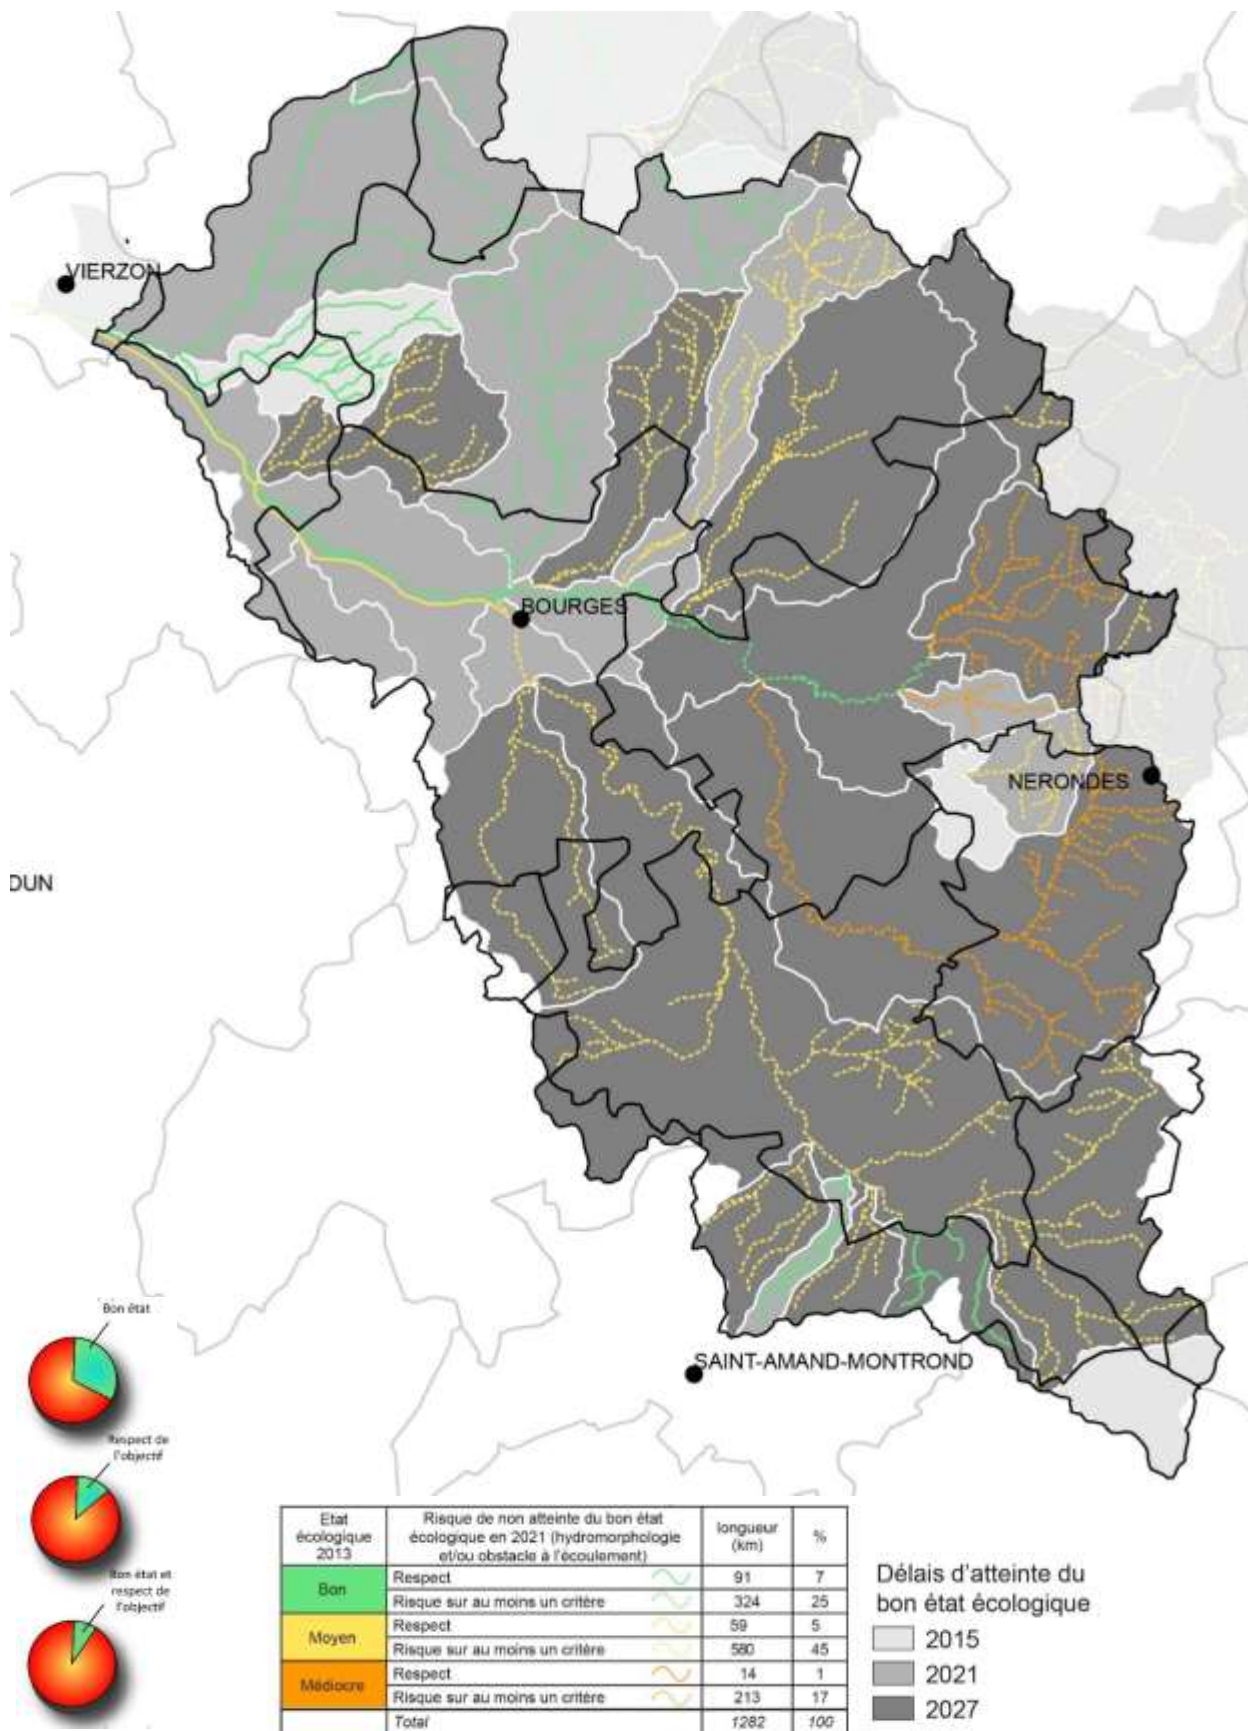 VIERZON
BOURGES
NERONDES
DUN
SAINT-AMAND-MONTROND
Bon état
Respect de
l'objectif
Bon état et
respect de
l'objectif
Etat
écologique
2013
Risque de non atteinte du bon état
écologique en 2021 (hydromorphologie
et/ou obstacle à l'écoulement)
longueur
(km)
%
Bon
Respect 91 7
Risque sur au moins un critère 324 25
Moyen
Respect 59 5
Risque sur au moins un critère 580 45
Médiocre
Respect 14 1
Risque sur au moins un critère 213 17
Total 1282 100
Délais d'atteinte du
bon état écologique
2015
2021
2027